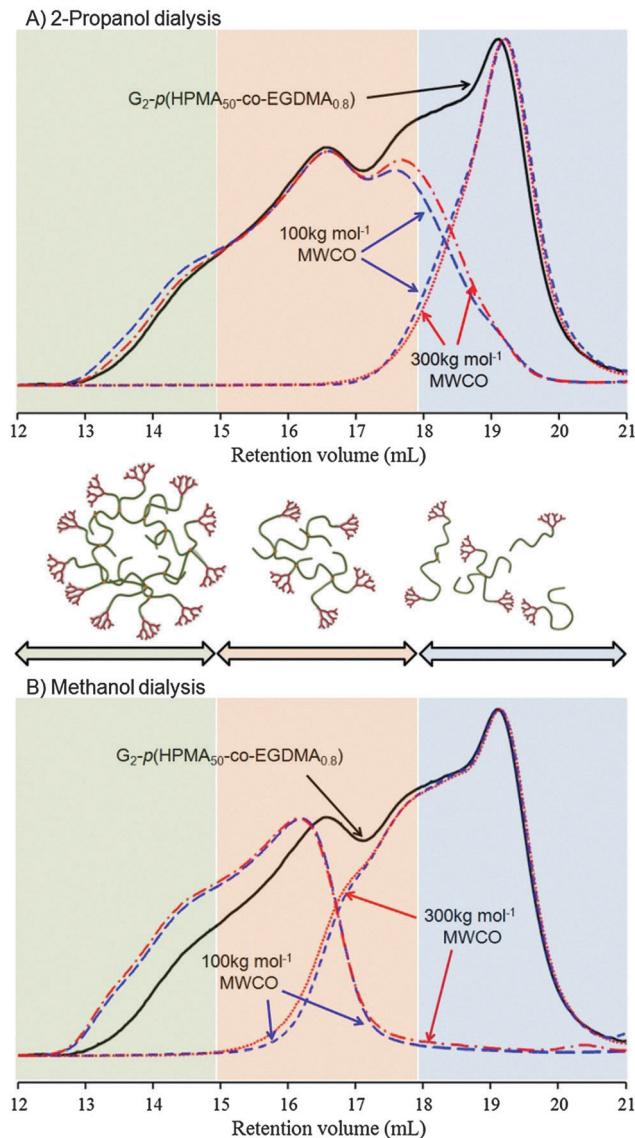 A) 2-Propanol dialysis
G₂-p(HPMA₅₀-co-EGDMA₀.₈)
100kg mol⁻¹
MWCO
300kg mol⁻¹
MWCO
12 13 14 15 16 17 18 19 20 21
Retention volume (mL)
B) Methanol dialysis
G₂-p(HPMA₅₀-co-EGDMA₀.₈)
300kg mol⁻¹
MWCO
100kg mol⁻¹
MWCO
12 13 14 15 16 17 18 19 20 21
Retention volume (mL)